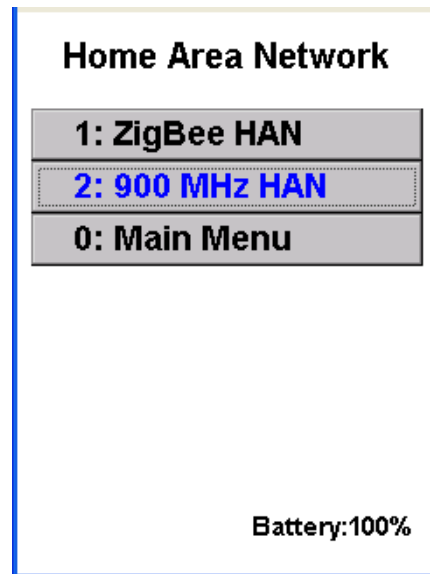 Home Area Network
1: ZigBee HAN
2: 900 MHz HAN
0: Main Menu
Battery:100%